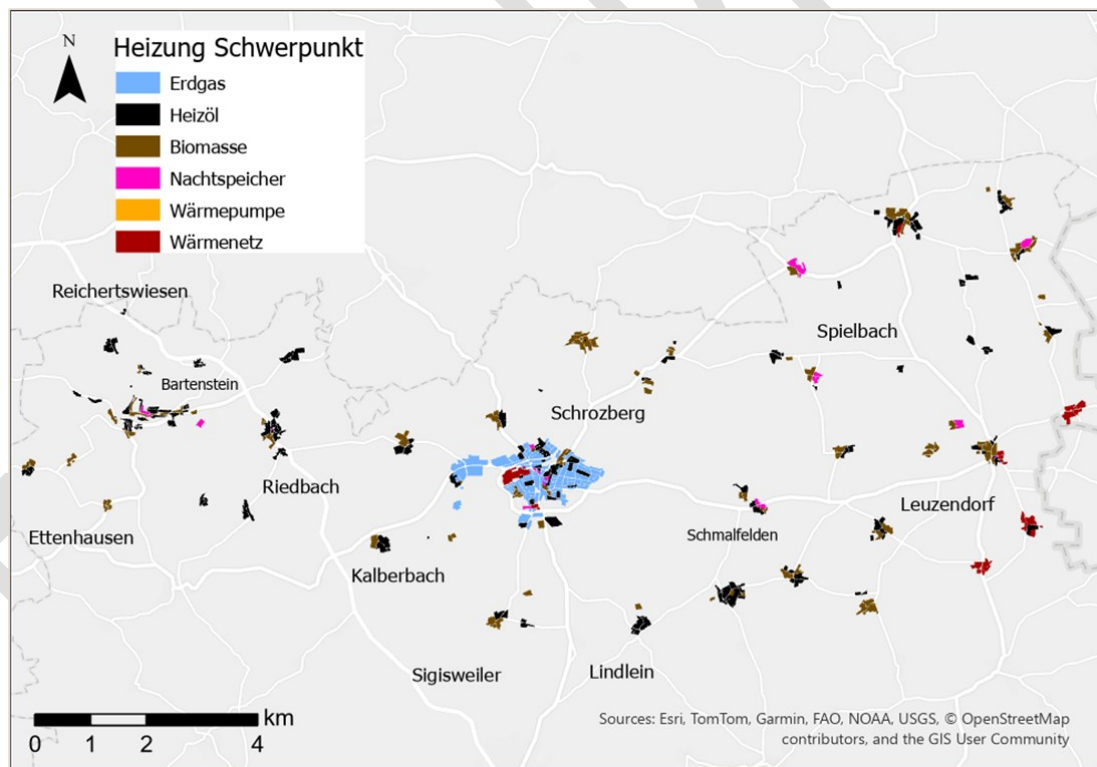 N
Heizung Schwerpunkt
Erdgas
Heizöl
Biomasse
Nachtspeicher
Wärmepumpe
Wärmenetz
Reichertswiesen
Bartenstein
Spielbach
Schrozberg
Riedbach
Leuzendorf
Ettenhausen
Schmalfelden
Kalberbach
Sigisweiler
Lindlein
km
0 1 2 4
Sources: Esri, TomTom, Garmin, FAO, NOAA, USGS, © OpenStreetMap
contributors, and the GIS User Community